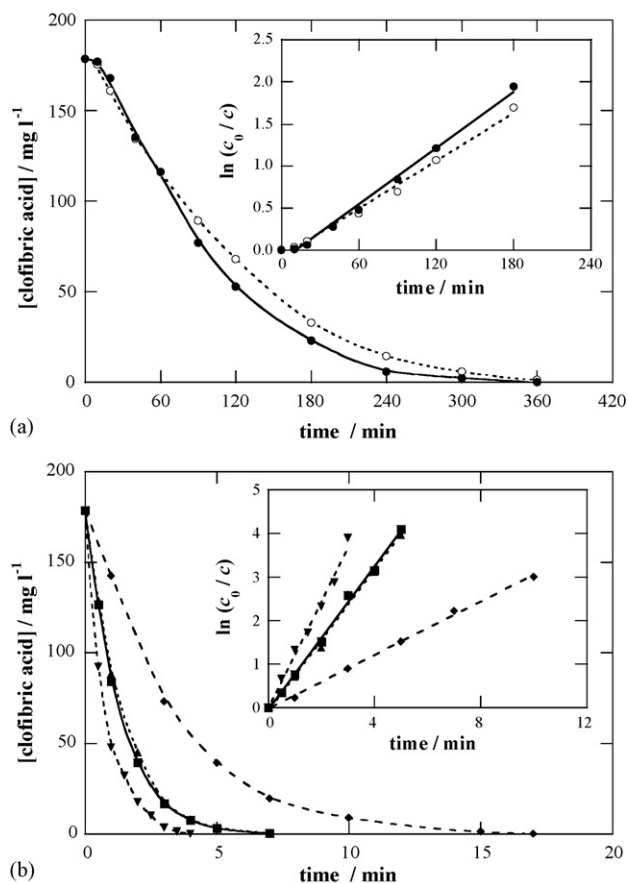 200
150
100
50
0
[clofibric acid] / mg l⁻¹
0 60 120 180 240 300 360 420
time / min
2.5
2.0
1.5
1.0
0.5
0.0
ln (c₀ / c)
0 60 120 180 240
time / min
(a)
200
150
100
50
0
[clofibric acid] / mg l⁻¹
0 5 10 15 20
time / min
5
4
3
2
1
0
ln (c₀ / c)
0 4 8 12
time / min
(b)